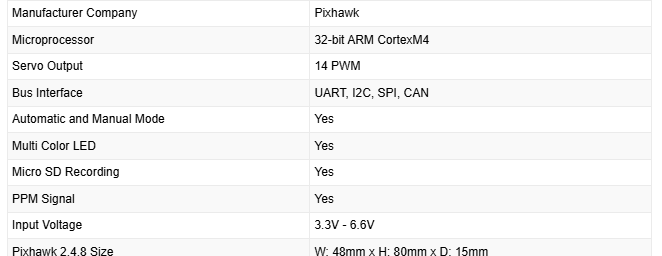 Manufacturer Company Pixhawk
Microprocessor 32-bit ARM CortexM4
Servo Output 14 PWM
Bus Interface UART, I2C, SPI, CAN
Automatic and Manual Mode Yes
Multi Color LED Yes
Micro SD Recording Yes
PPM Signal Yes
Input Voltage 3.3V - 6.6V
Pixhawk 2.4.8 Size W: 48mm x H: 80mm x D: 15mm